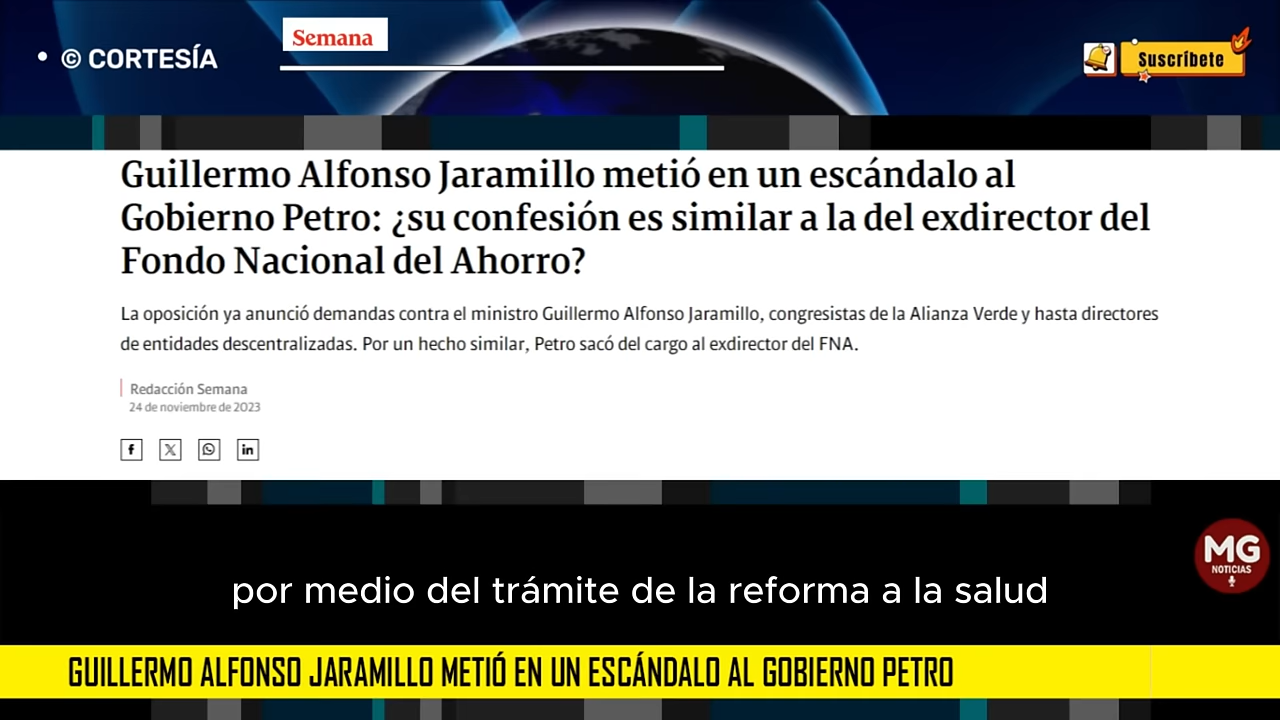 © CORTESÍA
Semana
Suscríbete
Guillermo Alfonso Jaramillo metió en un escándalo al
Gobierno Petro: ¿su confesión es similar a la del exdirector del
Fondo Nacional del Ahorro?
La oposición ya anunció demandas contra el ministro Guillermo Alfonso Jaramillo, congresistas de la Alianza Verde y hasta directores
de entidades descentralizadas. Por un hecho similar, Petro sacó del cargo al exdirector del FNA.
Redacción Semana
24 de noviembre de 2023
por medio del trámite de la reforma a la salud
MG
NOTICIAS
GUILLERMO ALFONSO JARAMILLO METIÓ EN UN ESCÁNDALO AL GOBIERNO PETRO